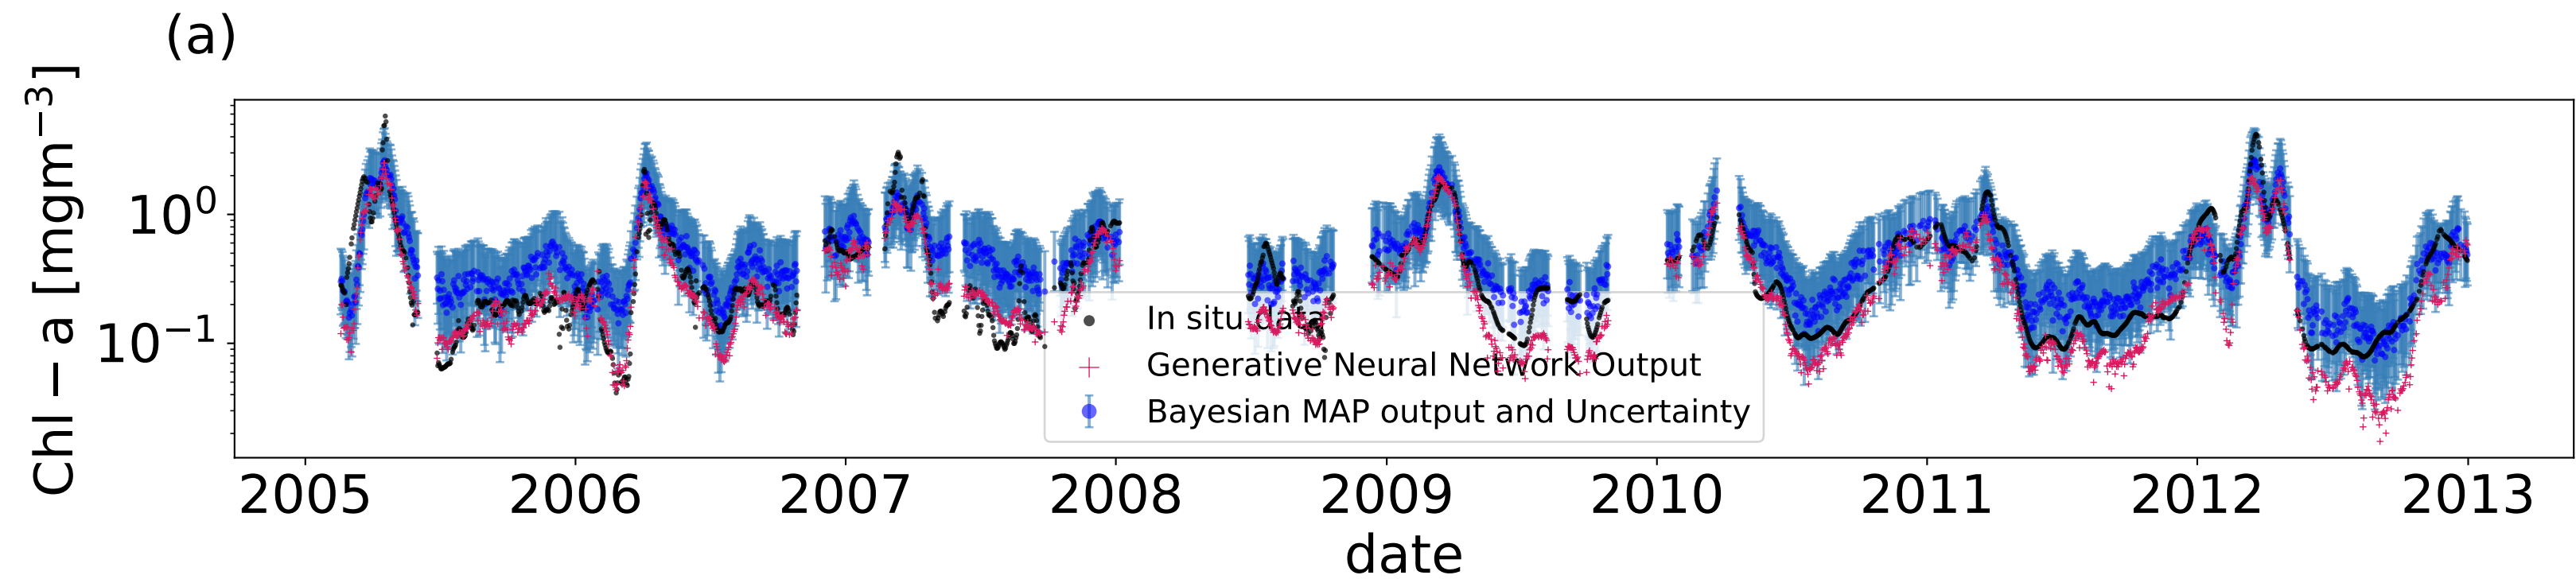 (a)
Chl − a [mgm⁻³]
10⁰
10⁻¹
In situ data
Generative Neural Network Output
Bayesian MAP output and Uncertainty
2005 2006 2007 2008 2009 2010 2011 2012 2013
date